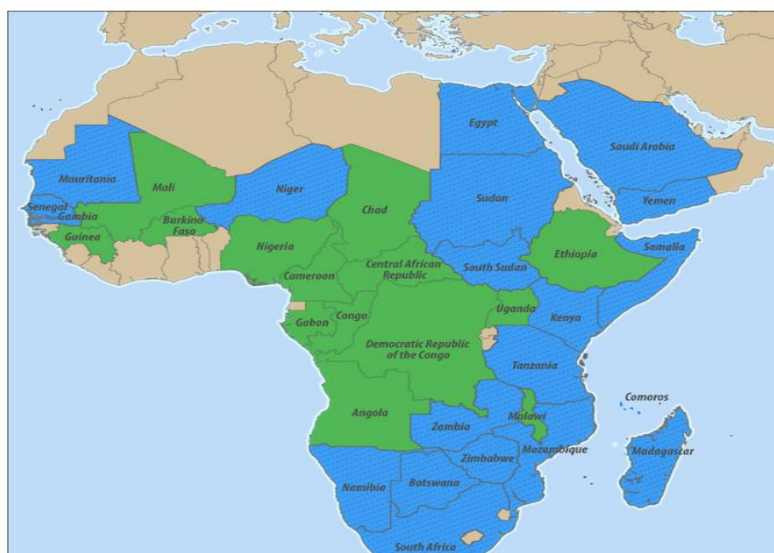 Egypt
Saudi Arabia
Mauritania
Mali
Niger
Chad
Sudan
Yemen
Senegal
Gambia
Burkina
Faso
Guinea
Nigeria
Ethiopia
Somalia
South Sudan
Central African
Republic
Cameroon
Uganda
Kenya
Gabon
Congo
Democratic Republic
of the Congo
Tanzania
Comoros
Angola
Malawi
Zambia
Mozambique
Madagascar
Zimbabwe
Namibia
Botswana
South Africa